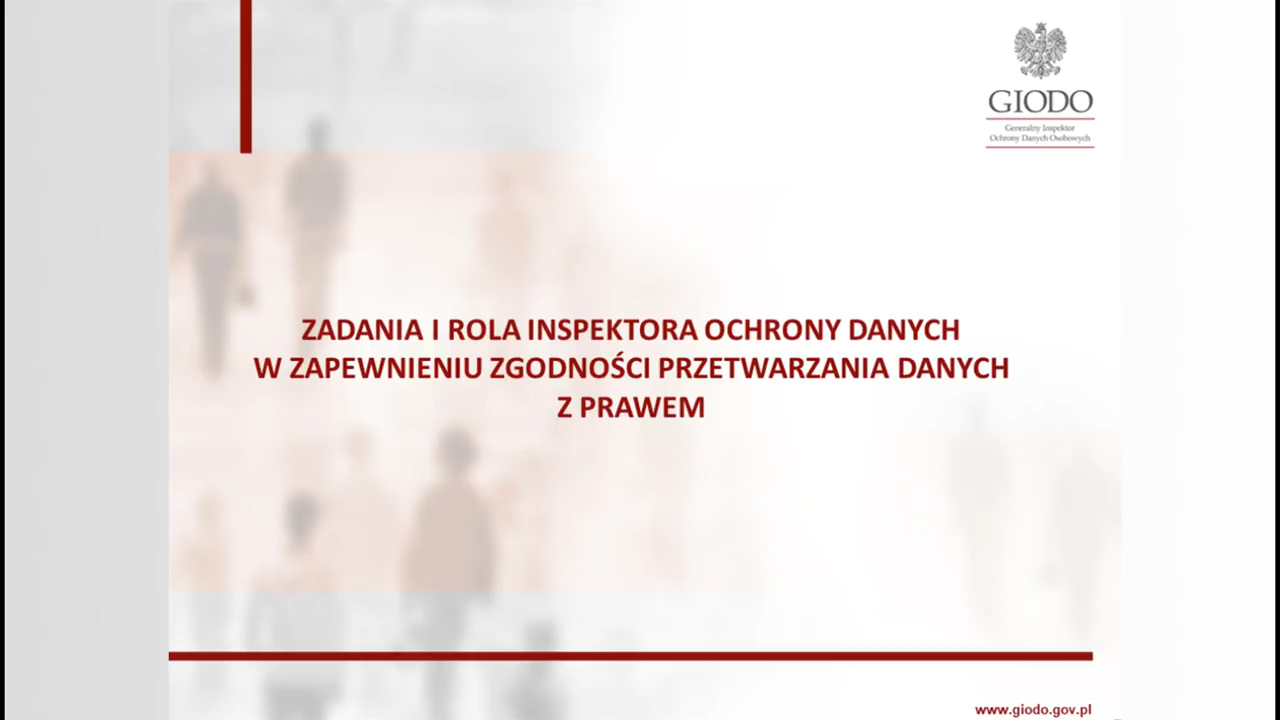 GIODO
Generalny Inspektor
Ochrony Danych Osobowych
ZADANIA I ROLA INSPEKTORA OCHRONY DANYCH
W ZAPEWNIENIU ZGODNOŚCI PRZETWARZANIA DANYCH
Z PRAWEM
www.giodo.gov.pl